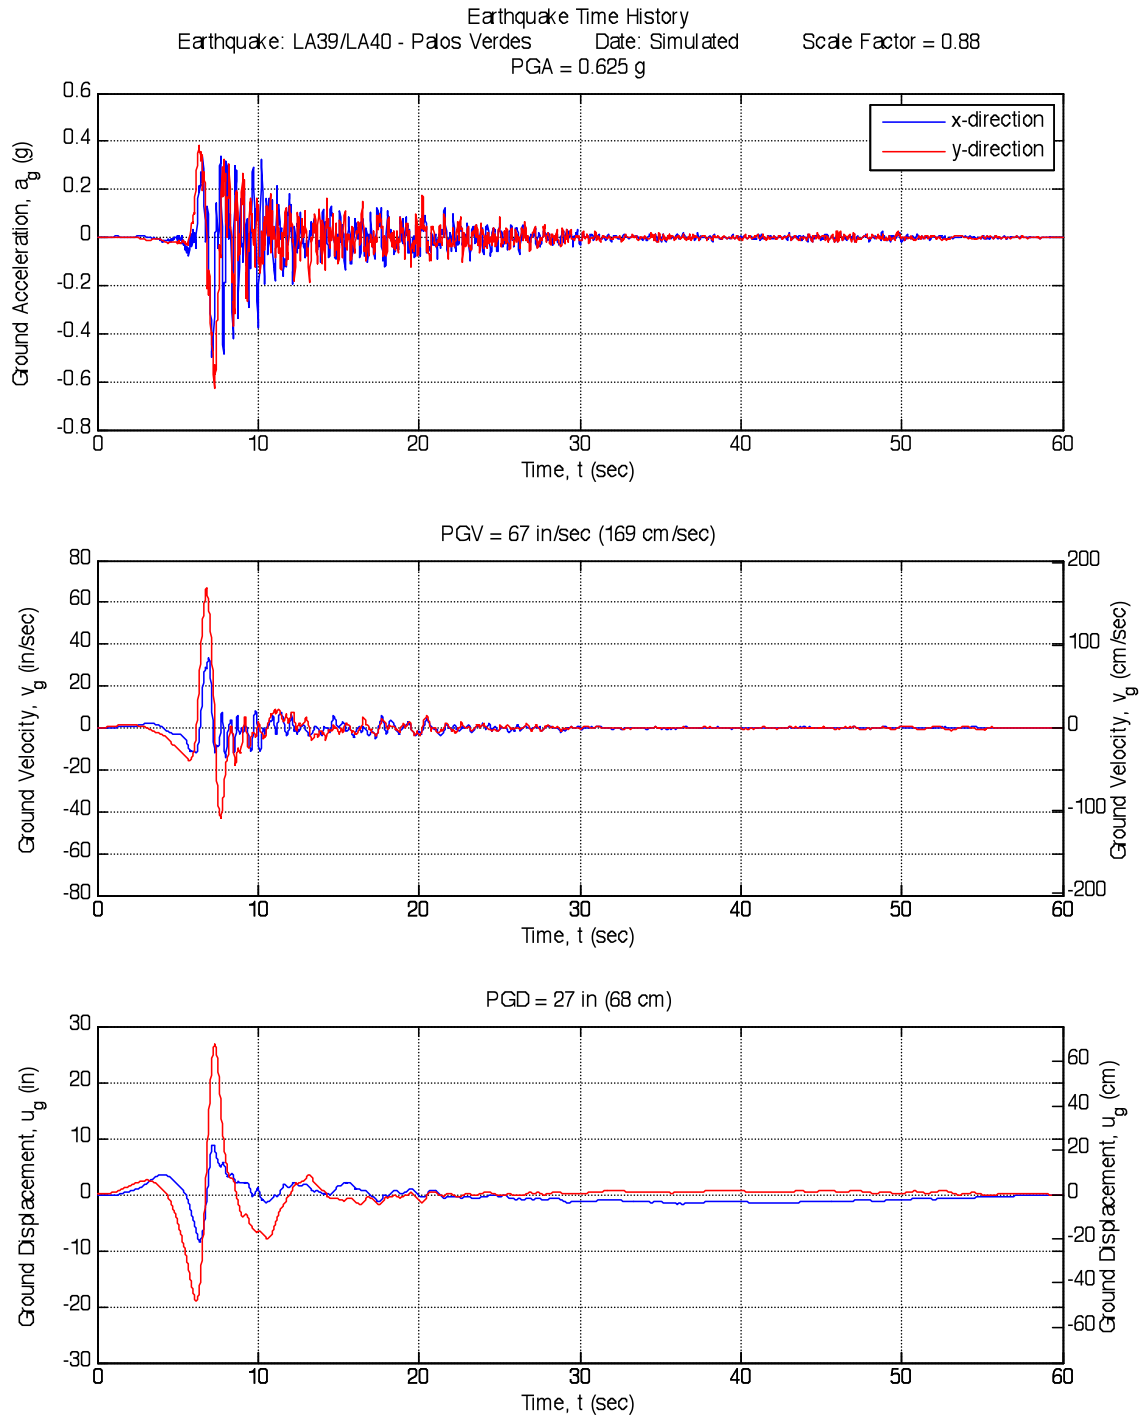 Earthquake Time History
Earthquake: LA39/LA40 - Palos Verdes Date: Simulated Scale Factor = 0.88
PGA = 0.625 g
0.6
0.4
0.2
0
-0.2
-0.4
-0.6
-0.8
Ground Acceleration, a_g (g)
x-direction
y-direction
0 10 20 30 40 50 60
Time, t (sec)
PGV = 67 in/sec (169 cm/sec)
80
60
40
20
0
-20
-40
-60
-80
Ground Velocity, v_g (in/sec)
200
100
0
-100
-200
Ground Velocity, v_g (cm/sec)
0 10 20 30 40 50 60
Time, t (sec)
PGD = 27 in (68 cm)
30
20
10
0
-10
-20
-30
Ground Displacement, u_g (in)
60
40
20
0
-20
-40
-60
Ground Displacement, u_g (cm)
0 10 20 30 40 50 60
Time, t (sec)